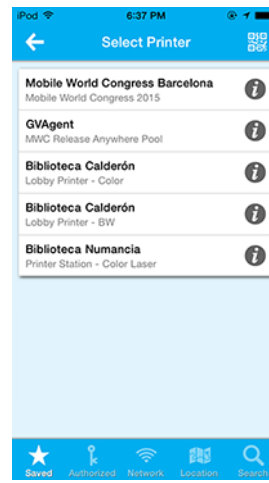 iPod 6:37 PM
Select Printer
Mobile World Congress Barcelona
Mobile World Congress 2015
GVAgent
MWC Release Anywhere Pool
Biblioteca Calderón
Lobby Printer - Color
Biblioteca Calderón
Lobby Printer - BW
Biblioteca Numancia
Printer Station - Color Laser
Saved Authorized Network Location Search